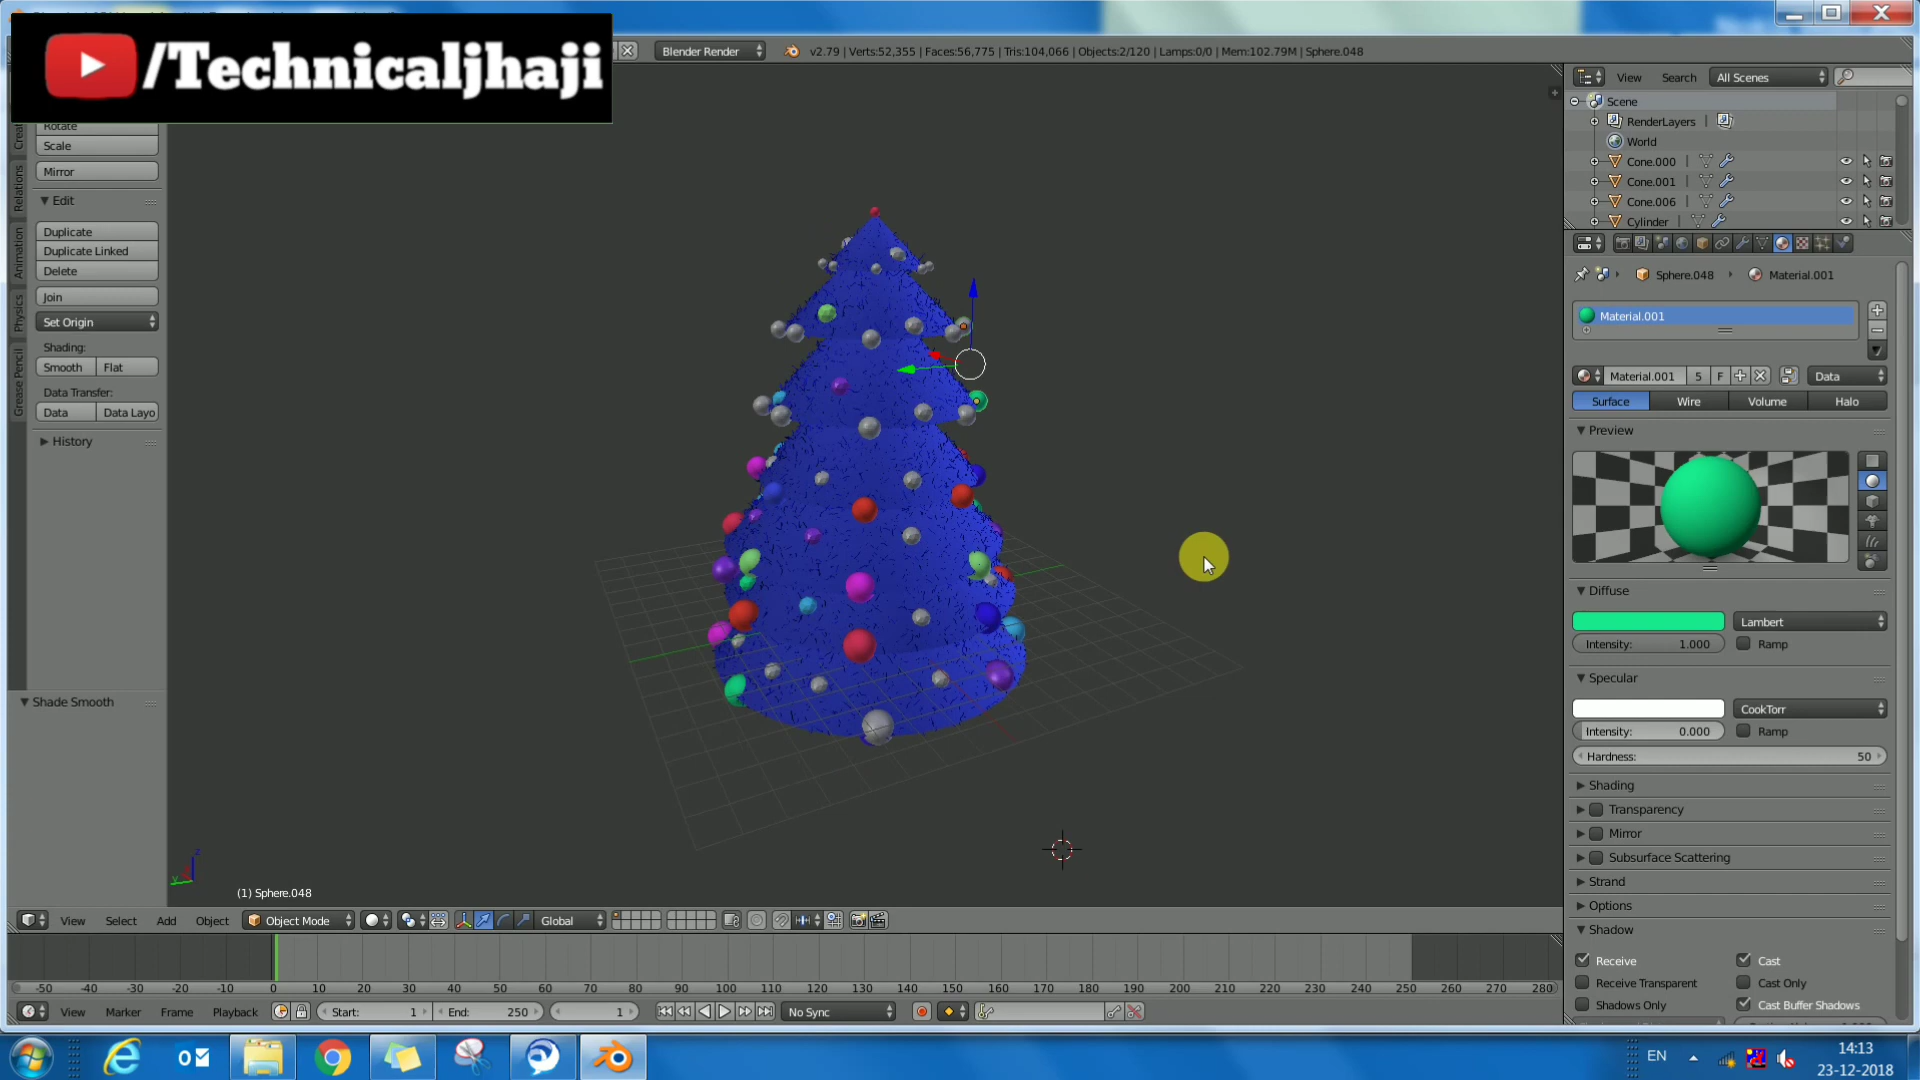 /Technicaljhaji
Blender Render
v2.79 | Verts:52,355 | Faces:56,775 | Tris:104,066 | Objects:2/120 | Lamps:0/0 | Mem:102.79M | Sphere.048
View Search All Scenes
Scene
RenderLayers
World
Cone.000
Cone.001
Cone.006
Cylinder
Relations
Animation
Physics
Grease Pencil
Rotate
Scale
Mirror
Edit
Duplicate
Duplicate Linked
Delete
Join
Set Origin
Shading:
Smooth Flat
Data Transfer:
Data Data Layo
History
Shade Smooth
Sphere.048 Material.001
Material.001
Material.001 5 F Data
Surface Wire Volume Halo
Preview
Diffuse
Lambert
Intensity: 1.000 Ramp
Specular
CookTorr
Intensity: 0.000 Ramp
Hardness: 50
Shading
Transparency
Mirror
Subsurface Scattering
Strand
Options
Shadow
Receive Cast
Receive Transparent Cast Only
Shadows Only Cast Buffer Shadows
z
y
(1) Sphere.048
View Select Add Object Object Mode Global
-50 -40 -30 -20 -10 0 10 20 30 40 50 60 70 80 90 100 110 120 130 140 150 160 170 180 190 200 210 220 230 240 250 260 270 280
View Marker Frame Playback Start: 1 End: 250 1 No Sync
EN
14:13
23-12-2018